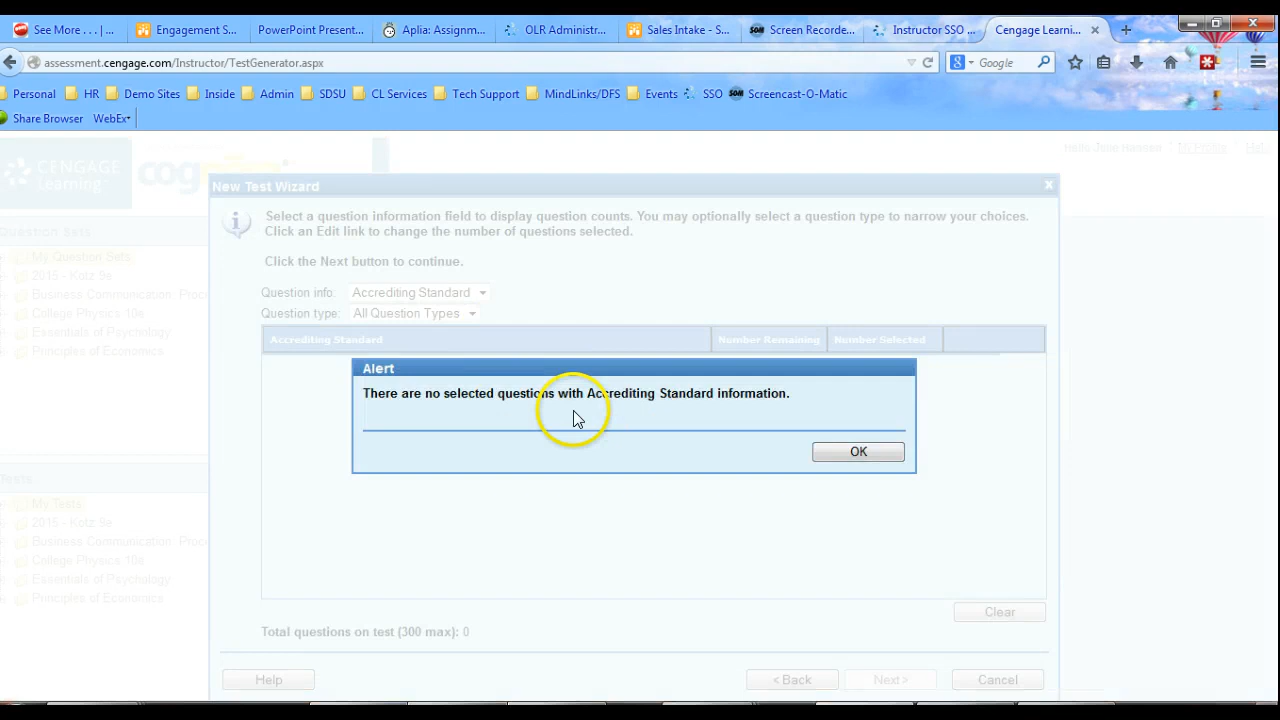 See More . . . | ...
Engagement S...
PowerPoint Present...
Aplia Assignm...
OLR Administr...
Sales Intake - S...
Screen Recorde...
Instructor SSO ...
Cengage Learni...
assessment.cengage.com/Instructor/TestGenerator.aspx
Google
Personal HR Demo Sites Inside Admin SDSU CL Services Tech Support MindLinks/DFS Events SSO Screencast-O-Matic
Share Browser WebEx
CENGAGE
Learning
My Profile
Help
New Test Wizard
Select a question information field to display question counts. You may optionally select a question type to narrow your choices.
Click an Edit link to change the number of questions selected.
Click the Next button to continue.
Question info: Accrediting Standard
Question type: All Question Types
Accrediting Standard Number Remaining Number Selected
Alert
There are no selected questions with Accrediting Standard information.
OK
Clear
Total questions on test (300 max): 0
Help < Back Next > Cancel
Question Sets
My Question Sets
2015 - Kotz 9e
Business Communication: Proc
College Physics 10e
Essentials of Psychology
Principles of Economics
Tests
My Tests
2015 - Kotz 9e
Business Communication: Proc
College Physics 10e
Essentials of Psychology
Principles of Economics